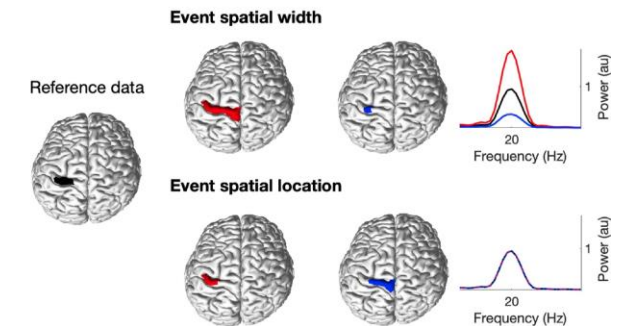 Event spatial width
Reference data
1
Power (au)
20
Frequency (Hz)
Event spatial location
1
Power (au)
20
Frequency (Hz)